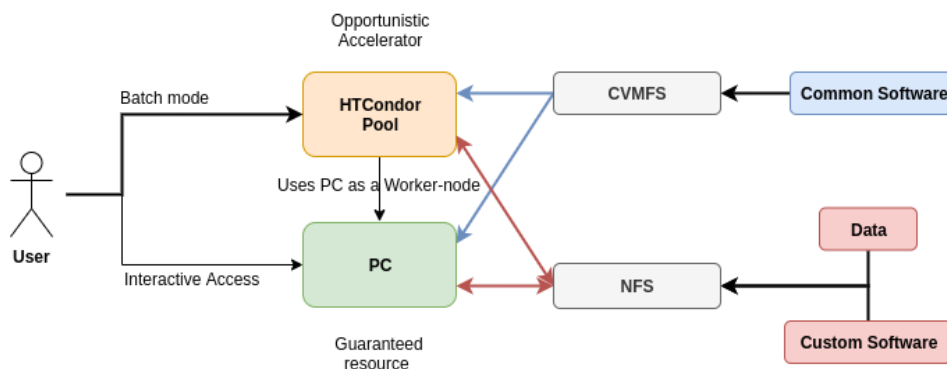 Opportunistic
Accelerator
Batch mode
HTCondor
Pool
CVMFS
Common Software
Uses PC as a Worker-node
User
Interactive Access
PC
NFS
Data
Custom Software
Guaranteed
resource